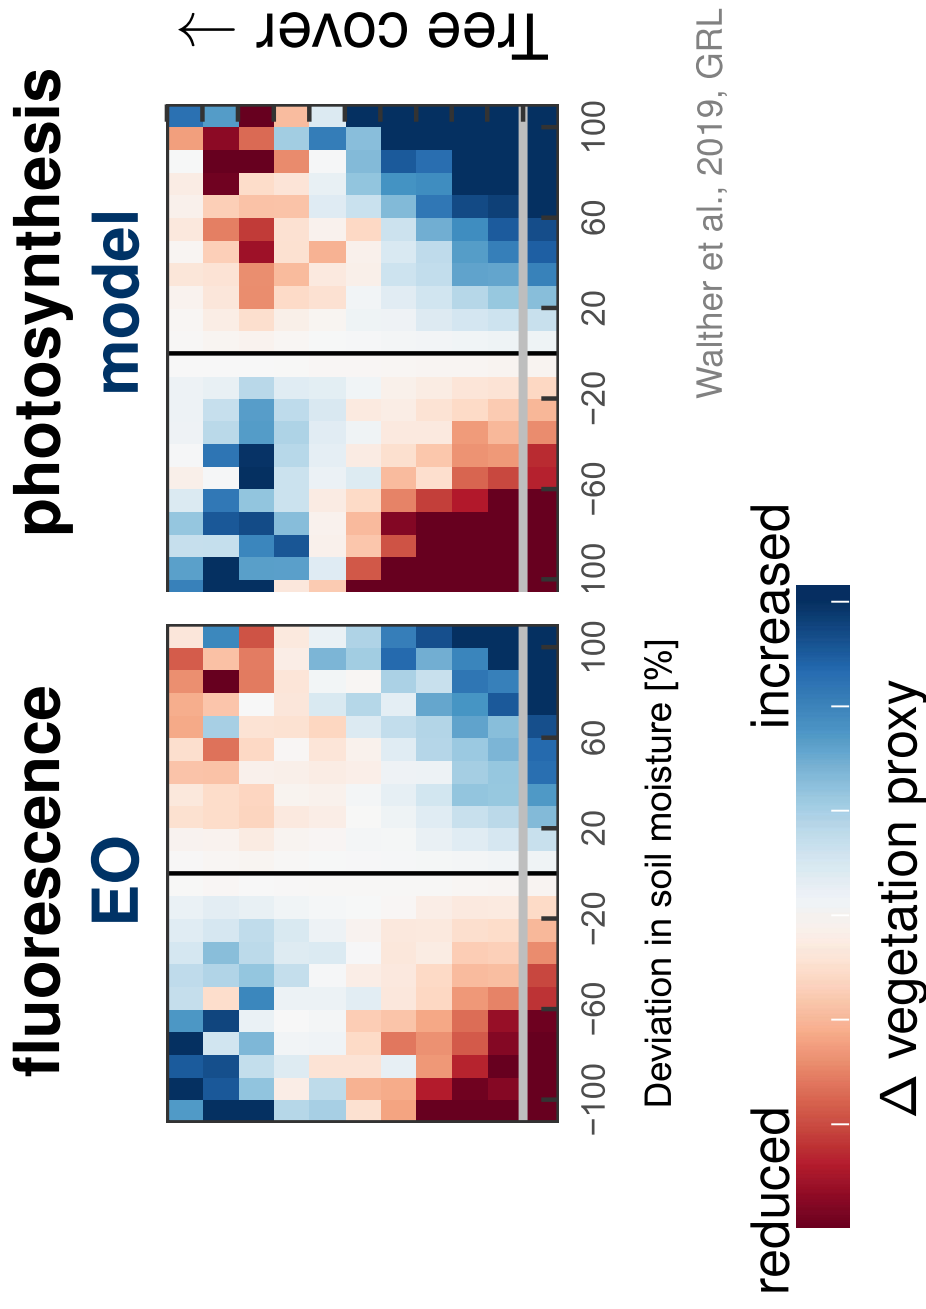 fluorescence
photosynthesis
EO
model
Tree cover →
−100 −60 −20 20 60 100
100 −60 −20 20 60 100
Deviation in soil moisture [%]
Walther et al., 2019, GRL
reduced
increased
Δ vegetation proxy